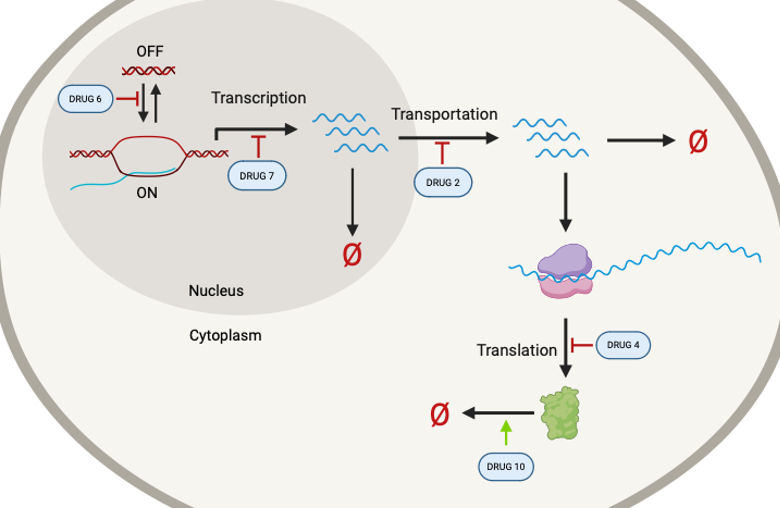 OFF
DRUG 6
Transcription
Transportation
Ø
DRUG 7
DRUG 2
ON
Ø
Nucleus
Cytoplasm
Translation
DRUG 4
Ø
DRUG 10